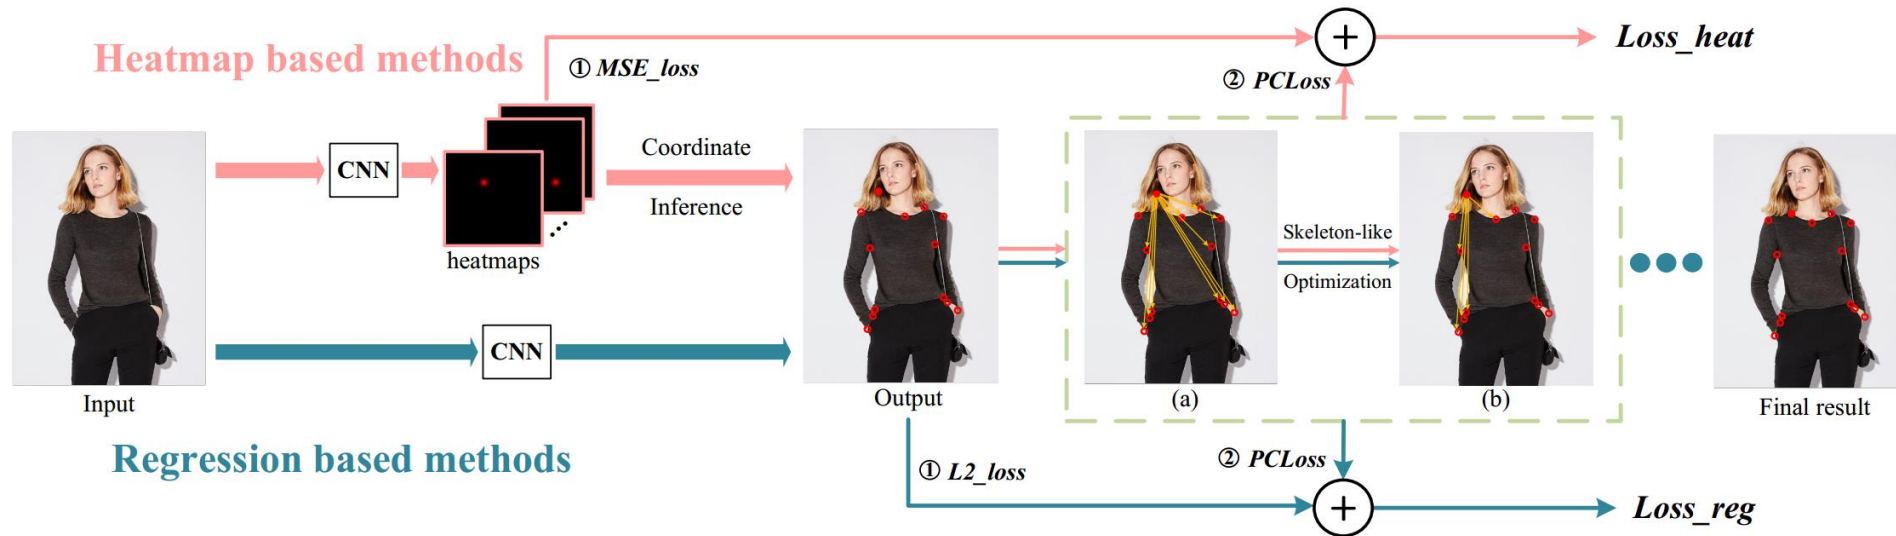 Heatmap based methods
① MSE_loss
② PCLoss
Loss_heat
CNN
Coordinate
Inference
heatmaps
Skeleton-like
Optimization
CNN
Input
Output
(a)
(b)
Final result
Regression based methods
① L2_loss
② PCLoss
Loss_reg